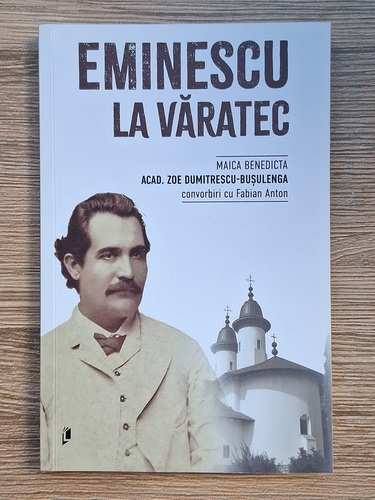 EMINESCU
LA VĂRATEC
MAICA BENEDICTA
ACAD. ZOE DUMITRESCU-BUȘULENGA
convorbiri cu Fabian Anton